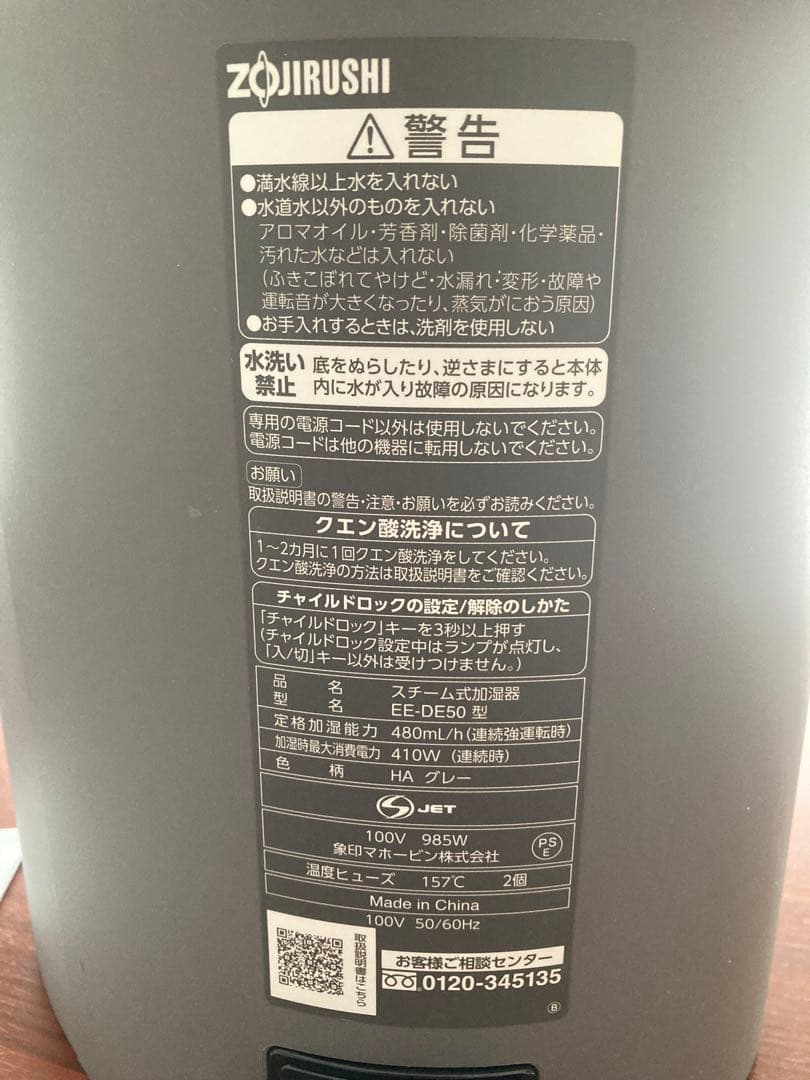 ZOJIRUSHI
警告
●満水線以上水を入れない
●水道水以外のものを入れない
アロマオイル・芳香剤・除菌剤・化学薬品・
汚れた水などは入れない
(ふきこぼれてやけど・水漏れ・変形・故障や
運転音が大きくなったり、蒸気がにおう原因)
●お手入れするときは、洗剤を使用しない
水洗い
禁止
底をぬらしたり、逆さまにすると本体
内に水が入り故障の原因になります。
専用の電源コード以外は使用しないでください。
電源コードは他の機器に転用しないでください。
お願い
取扱説明書の警告・注意・お願いを必ずお読みください。
クエン酸洗浄について
1～2カ月に1回クエン酸洗浄をしてください。
クエン酸洗浄の方法は取扱説明書をご確認ください。
チャイルドロックの設定/解除のしかた
「チャイルドロック」キーを3秒以上押す
(チャイルドロック設定中はランプが点灯し、
「入/切」キー以外は受けつけません。)
品名 スチーム式加湿器
型名 EE-DE50 型
定格加湿能力 480mL/h(連続強運転時)
加湿時最大消費電力 410W (連続時)
色柄 HA グレー
JET
100V 985W
象印マホービン株式会社
PS
E
温度ヒューズ 157℃ 2個
Made in China
100V 50/60Hz
取扱説明書はこちら
お客様ご相談センター
0120-345135
B